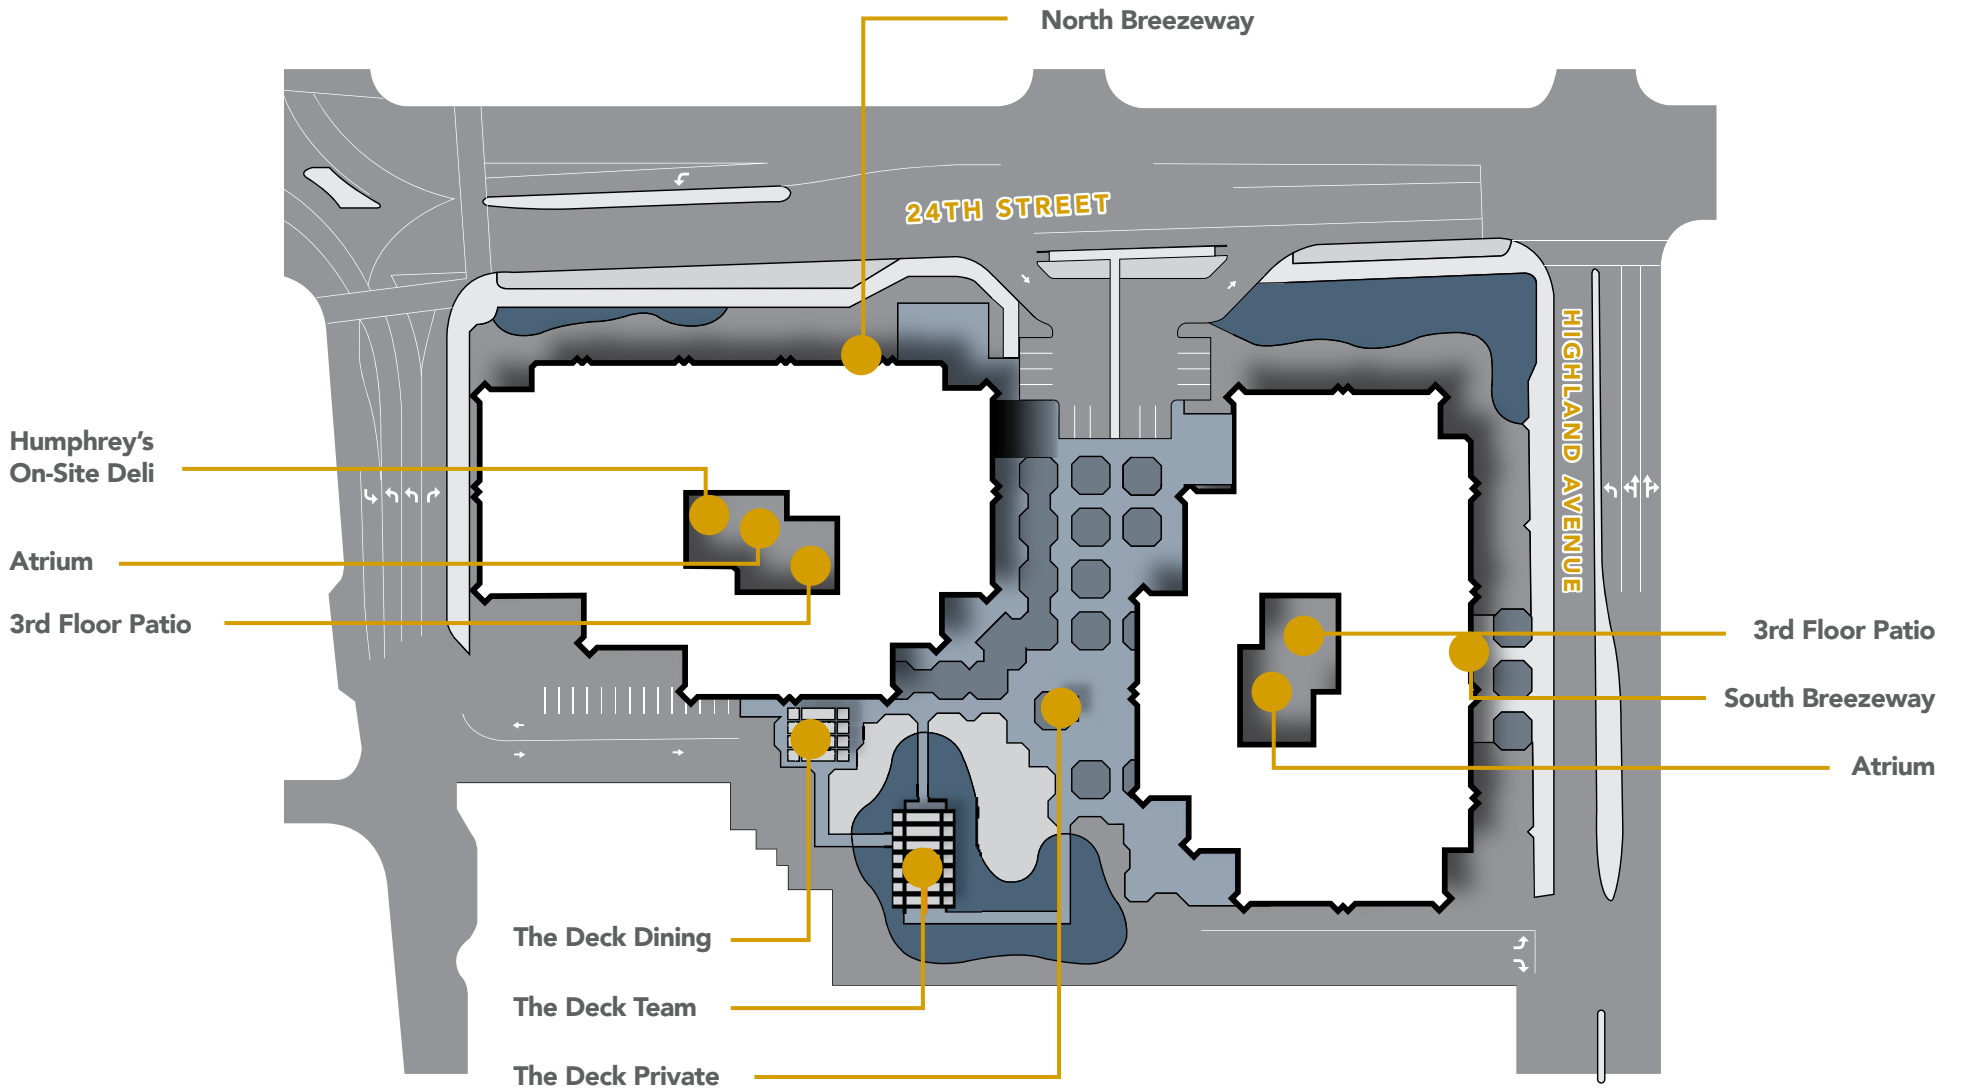 North Breezeway
24TH STREET
HIGHLAND AVENUE
Humphrey's
On-Site Deli
Atrium
3rd Floor Patio
3rd Floor Patio
South Breezeway
Atrium
The Deck Dining
The Deck Team
The Deck Private